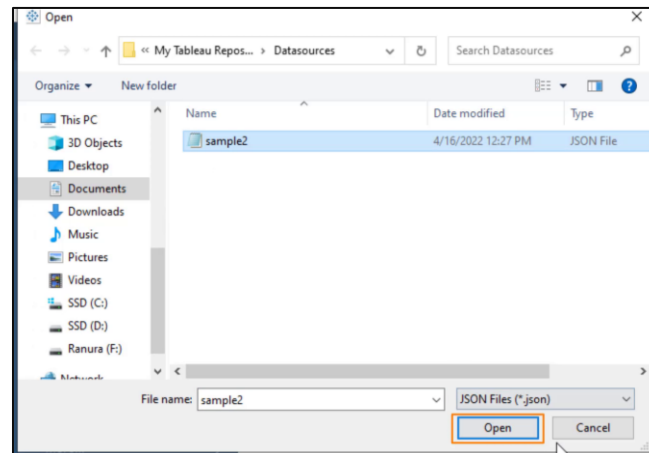 Open
« My Tableau Repos... > Datasources
Search Datasources
Organize
New folder
Name
Date modified
Type
This PC
3D Objects
Desktop
Documents
Downloads
Music
Pictures
Videos
SSD (C:)
SSD (D:)
Ranura (F:)
Network
sample2
4/16/2022 12:27 PM
JSON File
File name:
sample2
JSON Files (*.json)
Open
Cancel